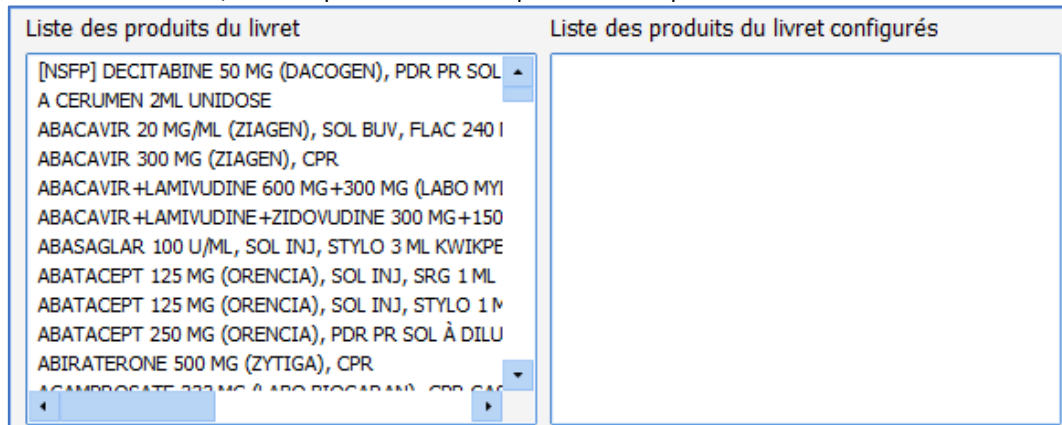 Liste des produits du livret
Liste des produits du livret configurés
[NSFP] DECITABINE 50 MG (DACOGEN), PDR PR SOL
A CERUMEN 2ML UNIDOSE
ABACAVIR 20 MG/ML (ZIAGEN), SOL BUV, FLAC 240
ABACAVIR 300 MG (ZIAGEN), CPR
ABACAVIR+LAMIVUDINE 600 MG+300 MG (LABO
ABACAVIR+LAMIVUDINE+ZIDOVUDINE 300 MG+150
ABASAGLAR 100 U/ML, SOL INJ, STYLO 3 ML KWIKPE
ABATACEPT 125 MG (ORENCIA), SOL INJ, SRG 1 ML
ABATACEPT 125 MG (ORENCIA), SOL INJ, STYLO 1
ABATACEPT 250 MG (ORENCIA), PDR PR SOL À DILU
ABIRATERONE 500 MG (ZYTIGA), CPR